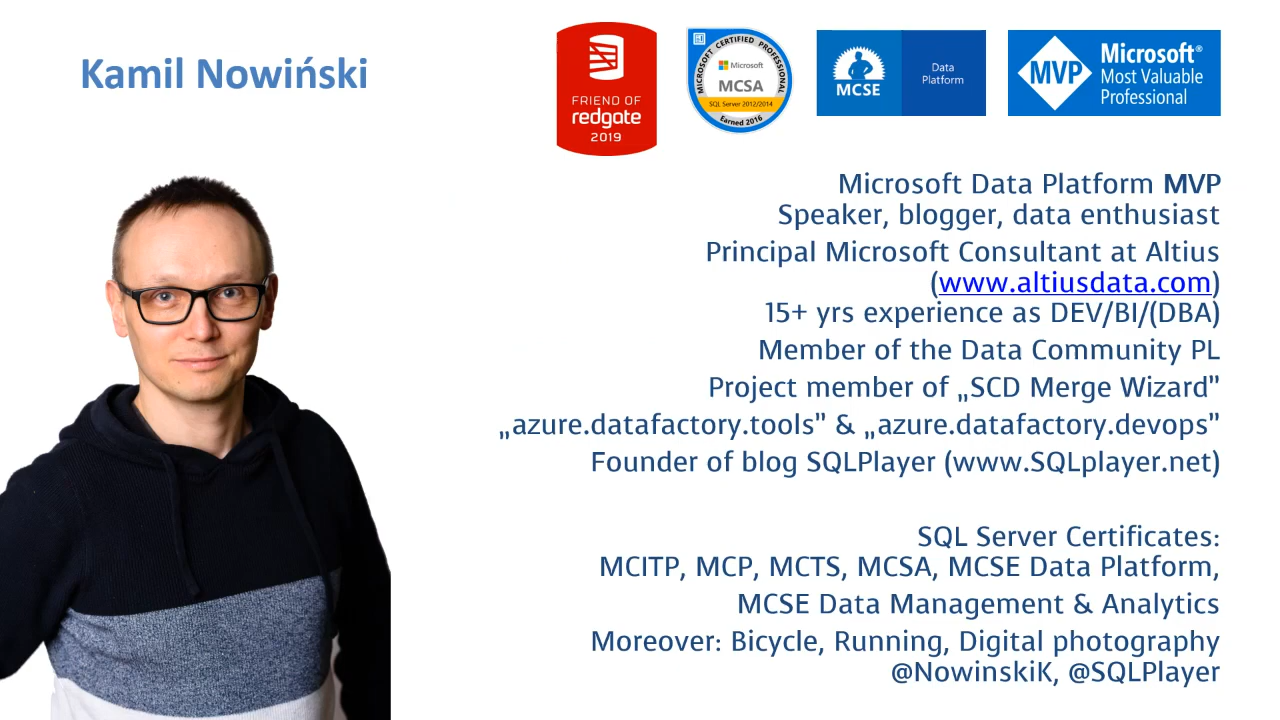 Kamil Nowiński
FRIEND OF
redgate
2019
MICROSOFT CERTIFIED PROFESSIONAL
Microsoft
MCSA
SQL Server 2012/2014
Earned 2016
MCSE
Data
Platform
MVP
Microsoft®
Most Valuable
Professional
Microsoft Data Platform MVP
Speaker, blogger, data enthusiast
Principal Microsoft Consultant at Altius
(www.altiusdata.com)
15+ yrs experience as DEV/BI/(DBA)
Member of the Data Community PL
Project member of „SCD Merge Wizard”
„azure.datafactory.tools” & „azure.datafactory.devops”
Founder of blog SQLPlayer (www.SQLplayer.net)
SQL Server Certificates:
MCITP, MCP, MCTS, MCSA, MCSE Data Platform,
MCSE Data Management & Analytics
Moreover: Bicycle, Running, Digital photography
@NowinskiK, @SQLPlayer